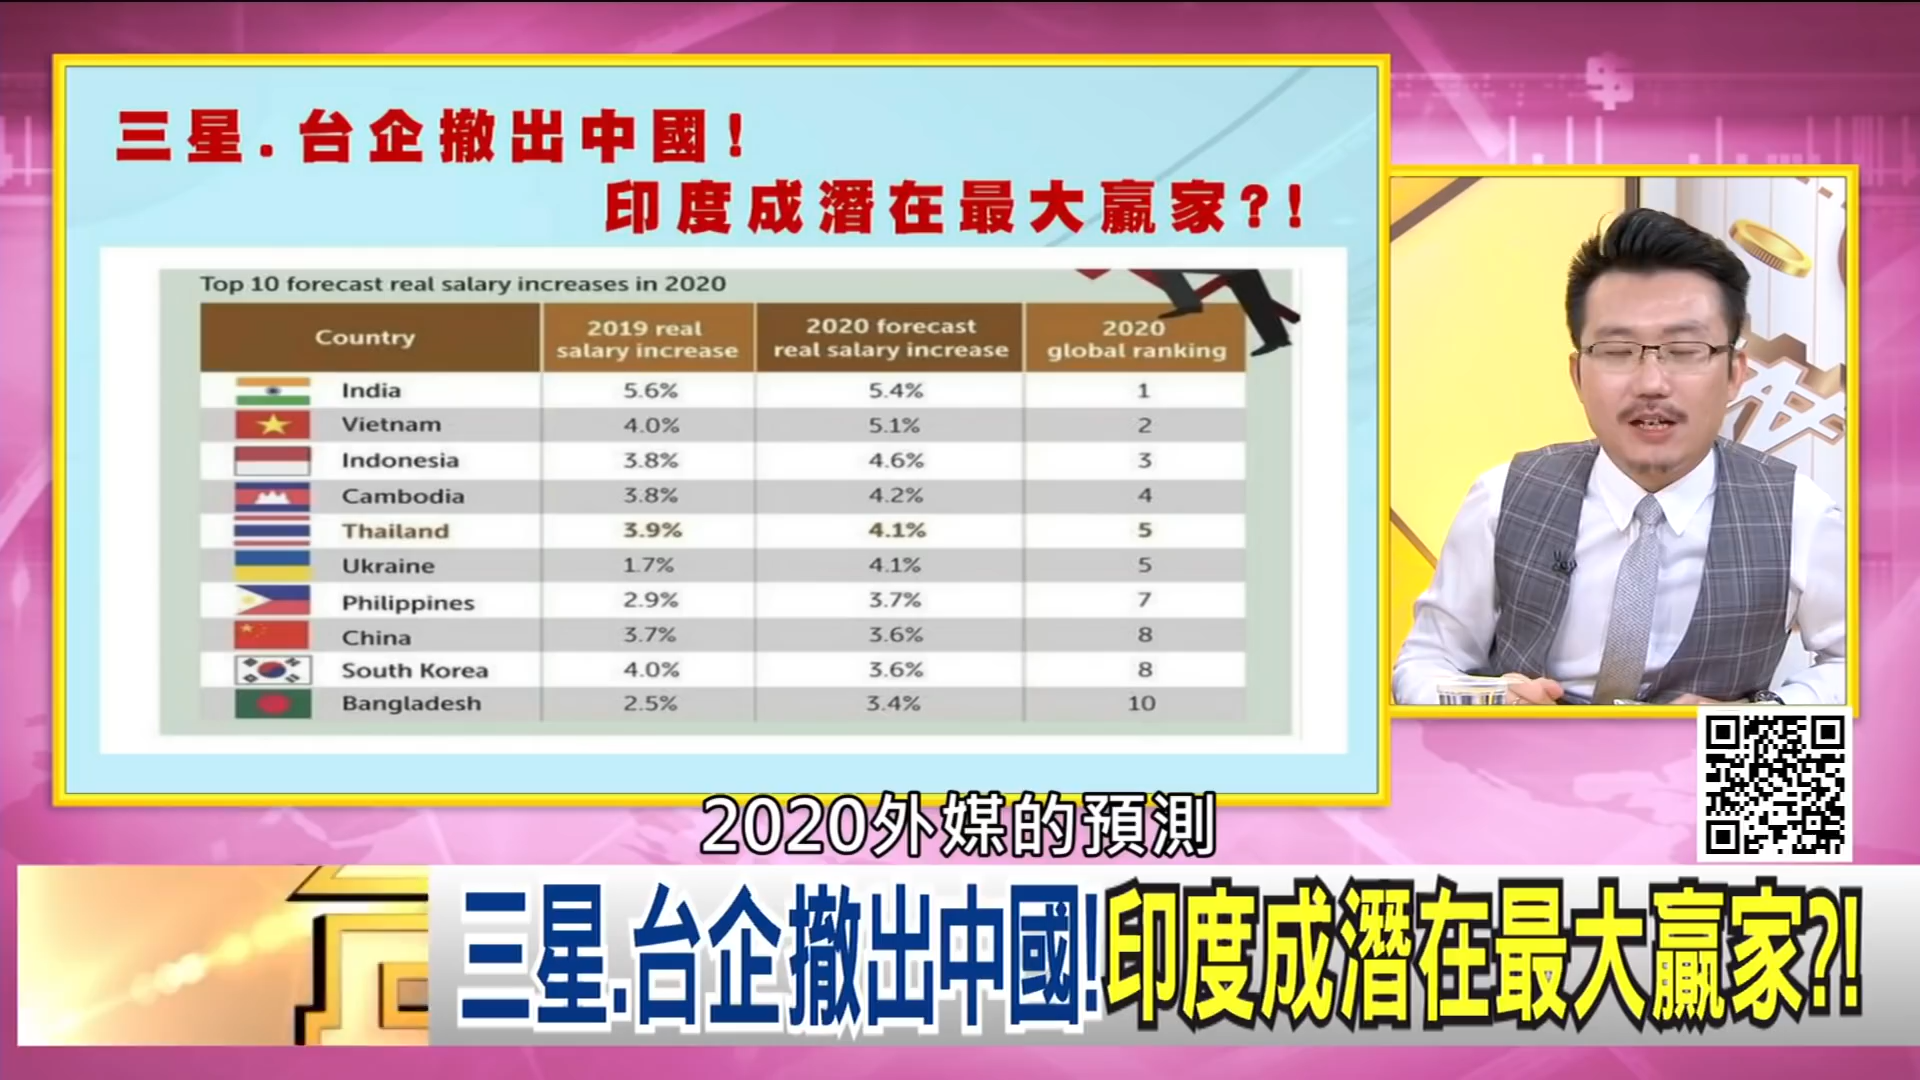 三星.台企撤出中國!
印度成潛在最大贏家?!
Top 10 forecast real salary increases in 2020
Country 2019 real salary increase 2020 forecast real salary increase 2020 global ranking
India 5.6% 5.4% 1
Vietnam 4.0% 5.1% 2
Indonesia 3.8% 4.6% 3
Cambodia 3.8% 4.2% 4
Thailand 3.9% 4.1% 5
Ukraine 1.7% 4.1% 5
Philippines 2.9% 3.7% 7
China 3.7% 3.6% 8
South Korea 4.0% 3.6% 8
Bangladesh 2.5% 3.4% 10
2020外媒的預測
三星.台企撤出中國!印度成潛在最大贏家?!